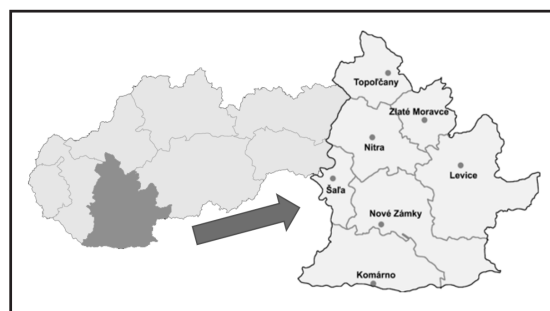 Topoľčany
Zlaté Moravce
Nitra
Levice
Šaľa
Nové Zámky
Komárno